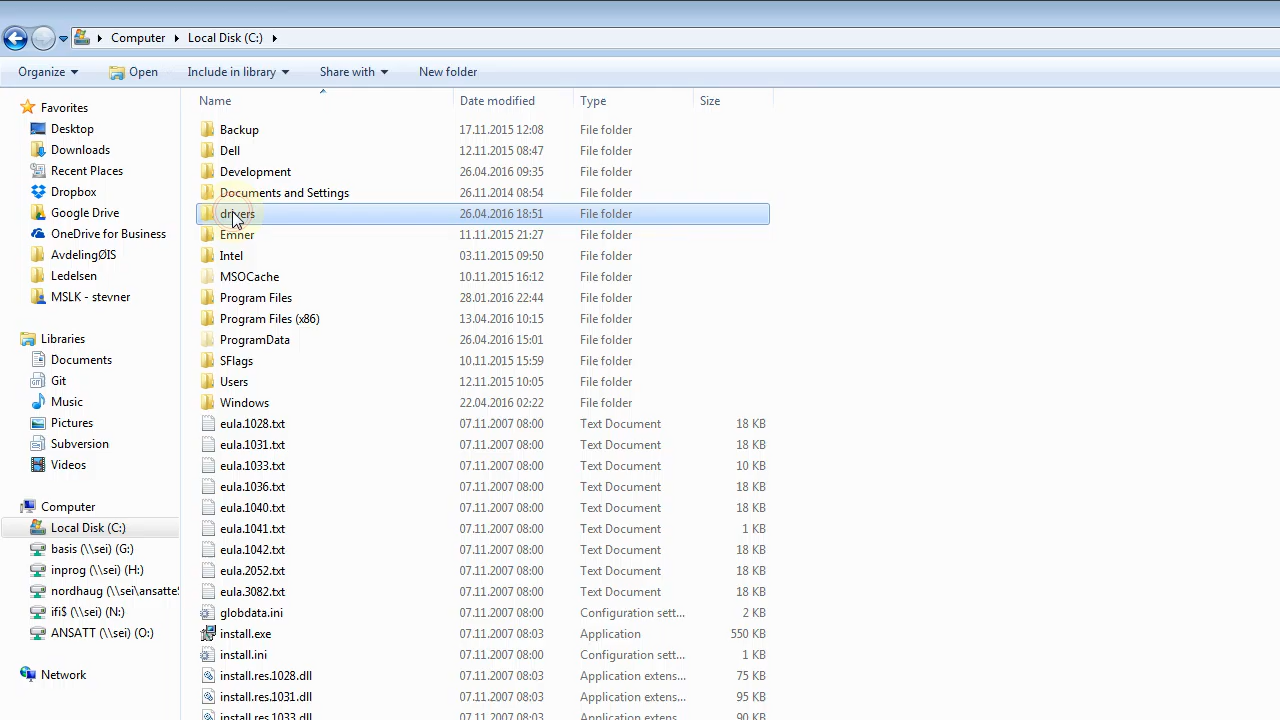 Computer Local Disk (C:)
Organize Open Include in library Share with New folder
Name Date modified Type Size
Favorites
Desktop
Downloads
Recent Places
Dropbox
Google Drive
OneDrive for Business
AvdelingØIS
Ledelsen
MSLK - stevner
Libraries
Documents
Git
Music
Pictures
Subversion
Videos
Computer
Local Disk (C:)
basis (\\sei) (G:)
inprog (\\sei) (H:)
nordhaug (\\sei\ansatte
ifi$ (\\sei) (N:)
ANSATT (\\sei) (O:)
Network
Backup 17.11.2015 12:08 File folder
Dell 12.11.2015 08:47 File folder
Development 26.04.2016 09:35 File folder
Documents and Settings 26.11.2014 08:54 File folder
drivers 26.04.2016 18:51 File folder
Emner 11.11.2015 21:27 File folder
Intel 03.11.2015 09:50 File folder
MSOCache 10.11.2015 16:12 File folder
Program Files 28.01.2016 22:44 File folder
Program Files (x86) 13.04.2016 10:15 File folder
ProgramData 26.04.2016 15:01 File folder
SFlags 10.11.2015 15:59 File folder
Users 12.11.2015 10:05 File folder
Windows 22.04.2016 02:22 File folder
eula.1028.txt 07.11.2007 08:00 Text Document 18 KB
eula.1031.txt 07.11.2007 08:00 Text Document 18 KB
eula.1033.txt 07.11.2007 08:00 Text Document 10 KB
eula.1036.txt 07.11.2007 08:00 Text Document 18 KB
eula.1040.txt 07.11.2007 08:00 Text Document 18 KB
eula.1041.txt 07.11.2007 08:00 Text Document 1 KB
eula.1042.txt 07.11.2007 08:00 Text Document 18 KB
eula.2052.txt 07.11.2007 08:00 Text Document 18 KB
eula.3082.txt 07.11.2007 08:00 Text Document 18 KB
globdata.ini 07.11.2007 08:00 Configuration sett... 2 KB
install.exe 07.11.2007 08:03 Application 550 KB
install.ini 07.11.2007 08:00 Configuration sett... 1 KB
install.res.1028.dll 07.11.2007 08:03 Application extens... 75 KB
install.res.1031.dll 07.11.2007 08:03 Application extens... 95 KB
install.res.1033.dll 07.11.2007 08:03 Application extens... 90 KB